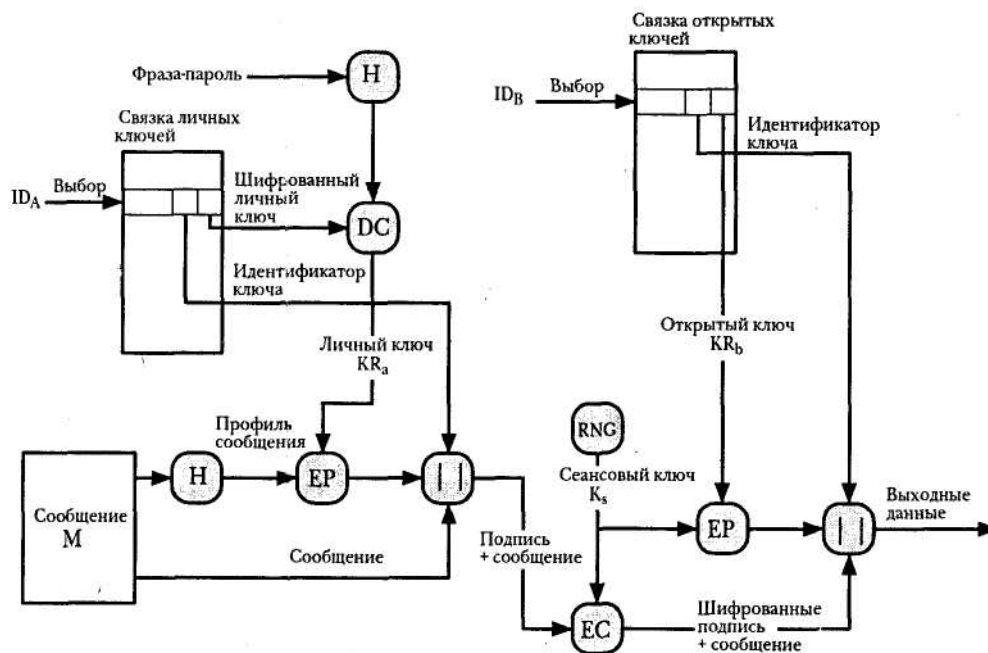 Связка открытых
ключей
Фраза-пароль
H
ID_B
Выбор
Идентификатор
ключа
Связка личных
ключей
ID_A
Выбор
Шифрованный
личный
ключ
DC
Идентификатор
ключа
Личный ключ
KR_a
Открытый ключ
KR_b
Профиль
сообщения
RNG
H
EP
| |
Сеансовый ключ
K_s
EP
| |
Выходные
данные
Сообщение
M
Сообщение
Подпись
+ сообщение
EC
Шифрованные
подпись
+ сообщение